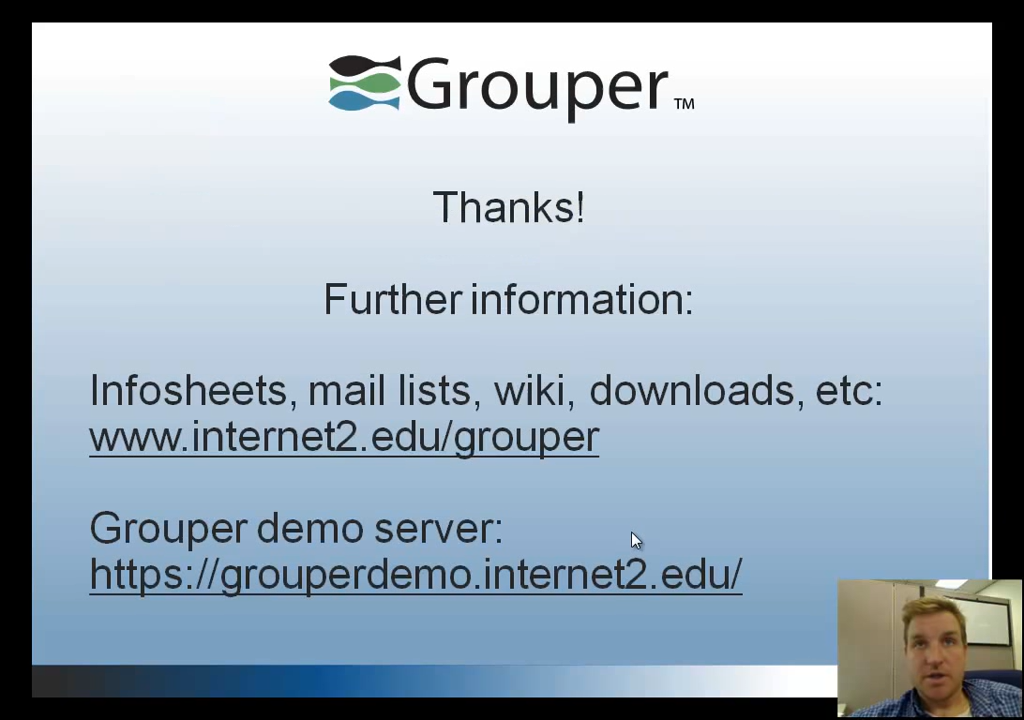 Grouper™
Thanks!
Further information:
Infosheets, mail lists, wiki, downloads, etc:
www.internet2.edu/grouper
Grouper demo server:
https://grouperdemo.internet2.edu/